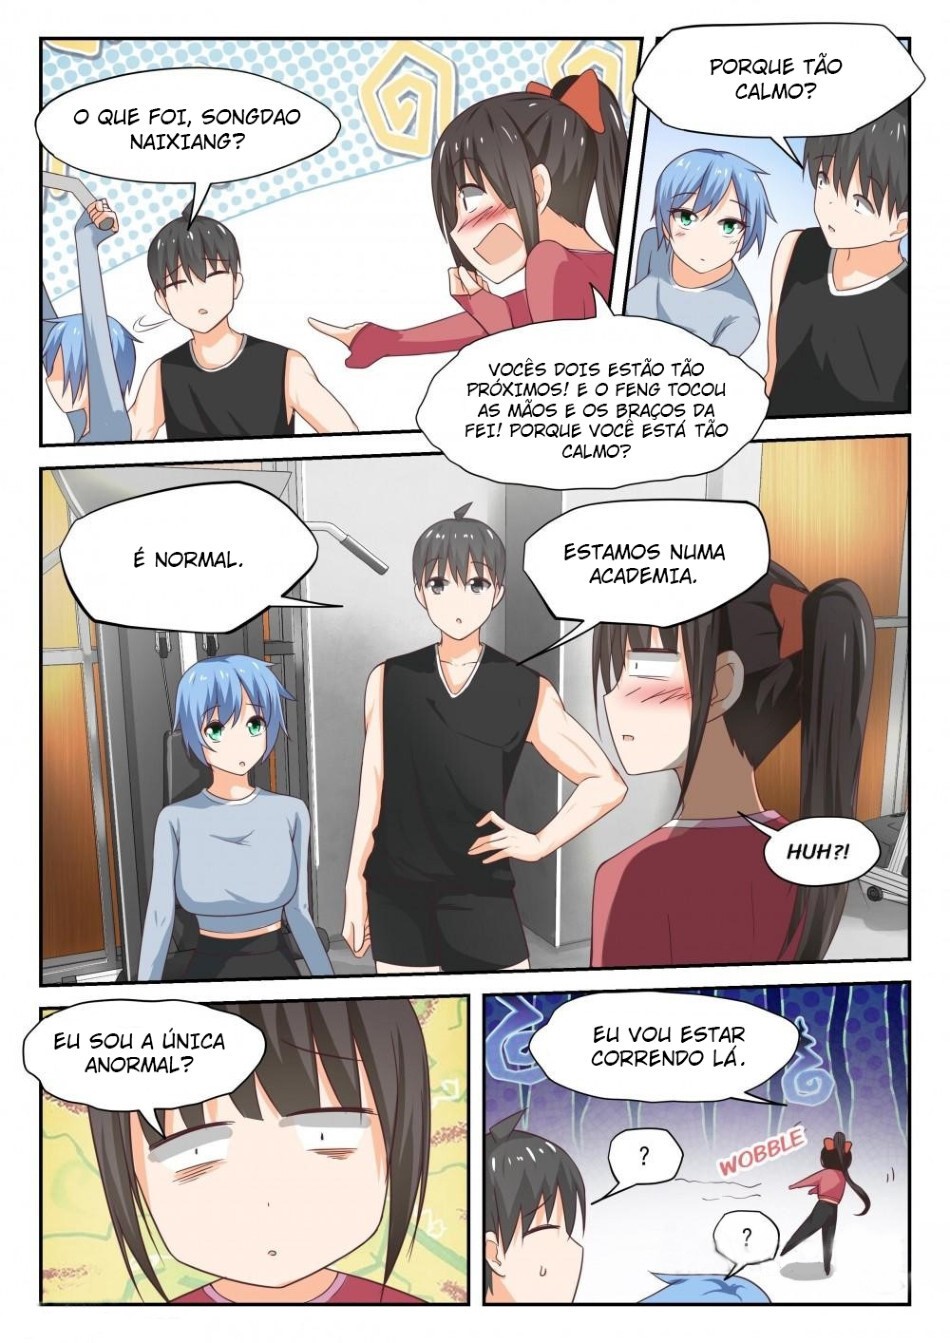 O QUE FOI, SONGDAO
NAIXIANG?
PORQUE TÃO
CALMO?
VOCÊS DOIS ESTÃO TÃO
PRÓXIMOS! E O FENG TOCOU
AS MÃOS E OS BRAÇOS DA
FEI! PORQUE VOCÊ ESTÁ TÃO
CALMO?
É NORMAL.
ESTAMOS NUMA
ACADEMIA.
HUH?!
EU SOU A ÚNICA
ANORMAL?
EU VOU ESTAR
CORRENDO LÁ.
?
WOBBLE
?